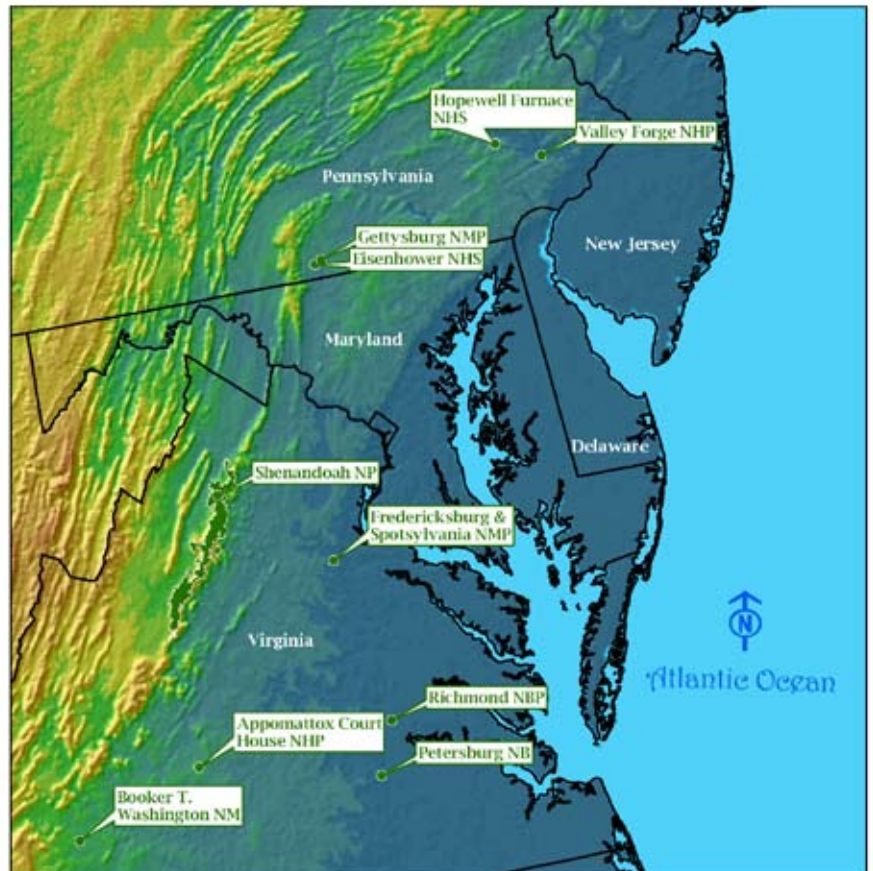 Hopewell Furnace
NHS
Valley Forge NHP
Pennsylvania
Gettysburg NMP
New Jersey
Eisenhower NHS
Maryland
Delaware
Shenandoah NP
Fredericksburg &
Spotsylvania NMP
Virginia
N
Atlantic Ocean
Richmond NBP
Appomattox Court
House NHP
Petersburg NB
Booker T.
Washington NM